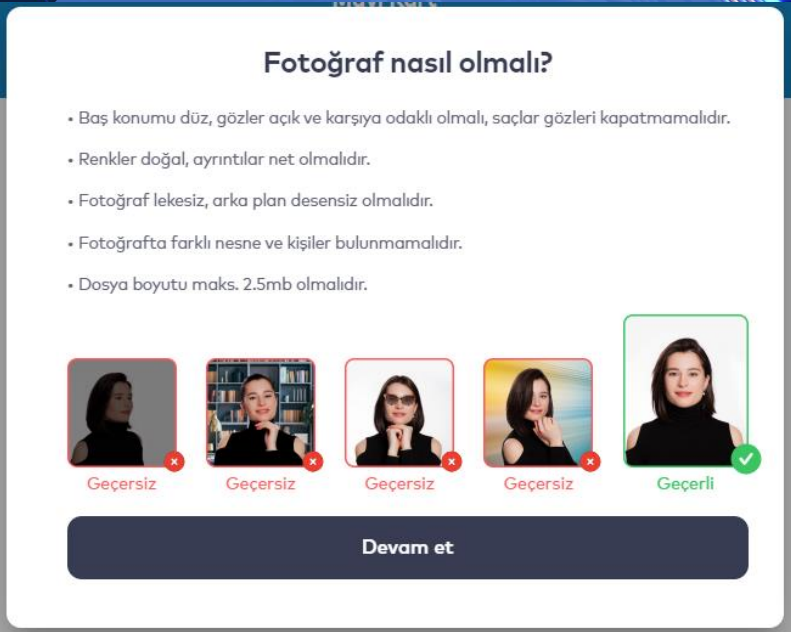 Mavi Kart
Fotoğraf nasıl olmalı?
• Baş konumu düz, gözler açık ve karşıya odaklı olmalı, saçlar gözleri kapatmamalıdır.
• Renkler doğal, ayrıntılar net olmalıdır.
• Fotoğraf lekesiz, arka plan desensiz olmalıdır.
• Fotoğrafta farklı nesne ve kişiler bulunmamalıdır.
• Dosya boyutu maks. 2.5mb olmalıdır.
Geçersiz Geçersiz Geçersiz Geçersiz Geçerli
Devam et